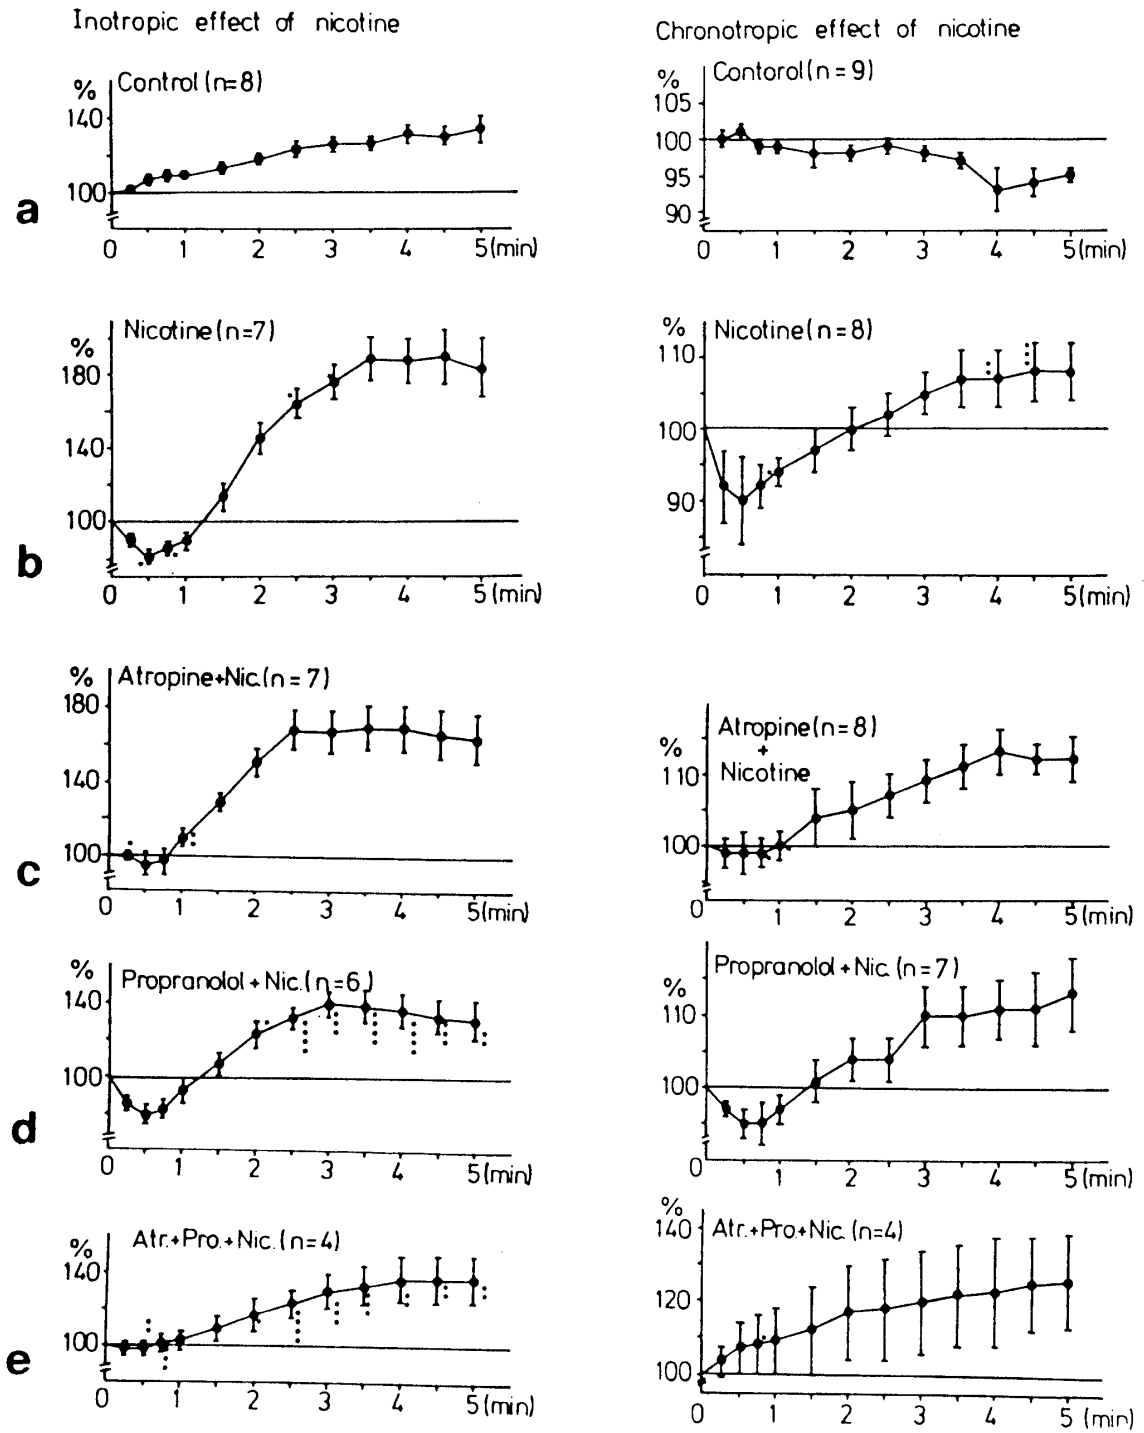 Inotropic effect of nicotine
Chronotropic effect of nicotine
a
Control (n=8)
%
140
100
0 1 2 3 4 5 (min)
Contorol (n = 9)
%
105
100
95
90
0 1 2 3 4 5 (min)
b
Nicotine (n=7)
%
180
140
100
0 1 2 3 4 5 (min)
Nicotine (n=8)
%
110
100
90
0 1 2 3 4 5 (min)
c
Atropine+Nic. (n = 7)
%
180
140
100
0 1 2 3 4 5 (min)
Atropine (n=8)
+
Nicotine
%
110
100
0 1 2 3 4 5 (min)
d
Propranolol + Nic. (n=6)
%
140
100
0 1 2 3 4 5 (min)
Propranolol + Nic. (n=7)
%
110
100
0 1 2 3 4 5 (min)
e
Atr.+Pro.+Nic. (n=4)
%
140
100
0 1 2 3 4 5 (min)
Atr.+Pro.+Nic. (n=4)
%
140
120
100
0 1 2 3 4 5 (min)